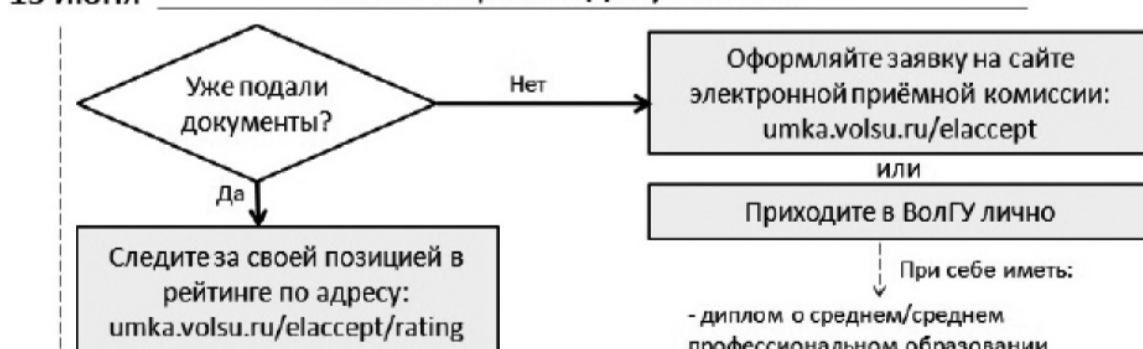 Уже подали
документы?
Нет
Да
Следите за своей позицией в
рейтинге по адресу:
umka.volsu.ru/elaccept/rating
Оформляйте заявку на сайте
электронной приёмной комиссии:
umka.volsu.ru/elaccept
или
Приходите в ВолГУ лично
При себе иметь:
- диплом о среднем/среднем
профессиональном образовании